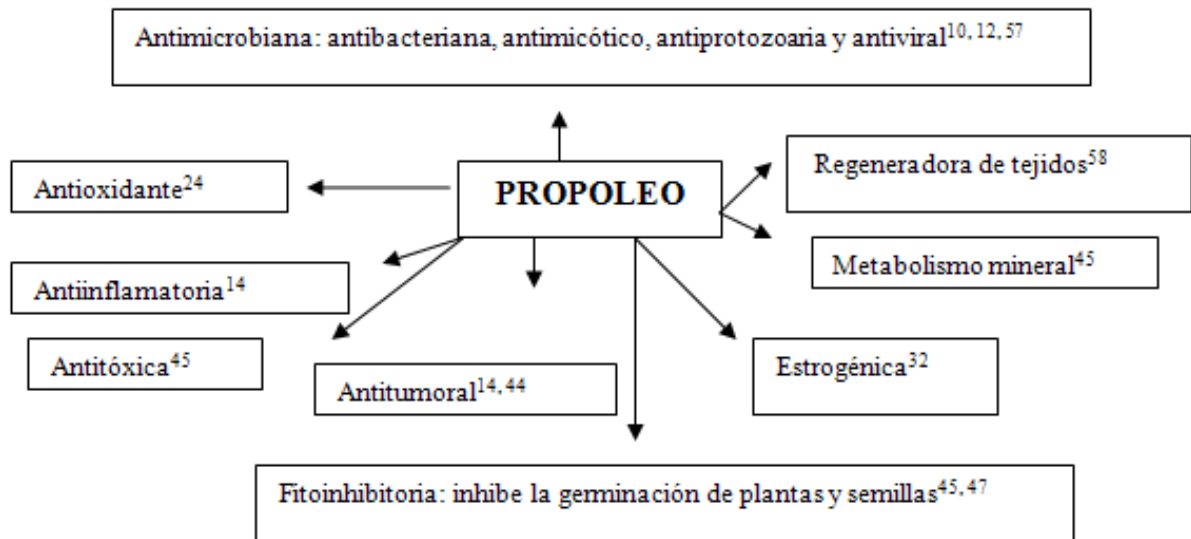 Antimicrobiana: antibacteriana, antimicótico, antiprotozoaria y antiviral10, 12, 57
Regeneradora de tejidos58
Antioxidante24
PROPOLEO
Metabolismo mineral45
Antiinflamatoria14
Antitóxica45
Antitumoral14, 44
Estrogénica32
Fitoinhibitoria: inhibe la germinación de plantas y semillas45, 47